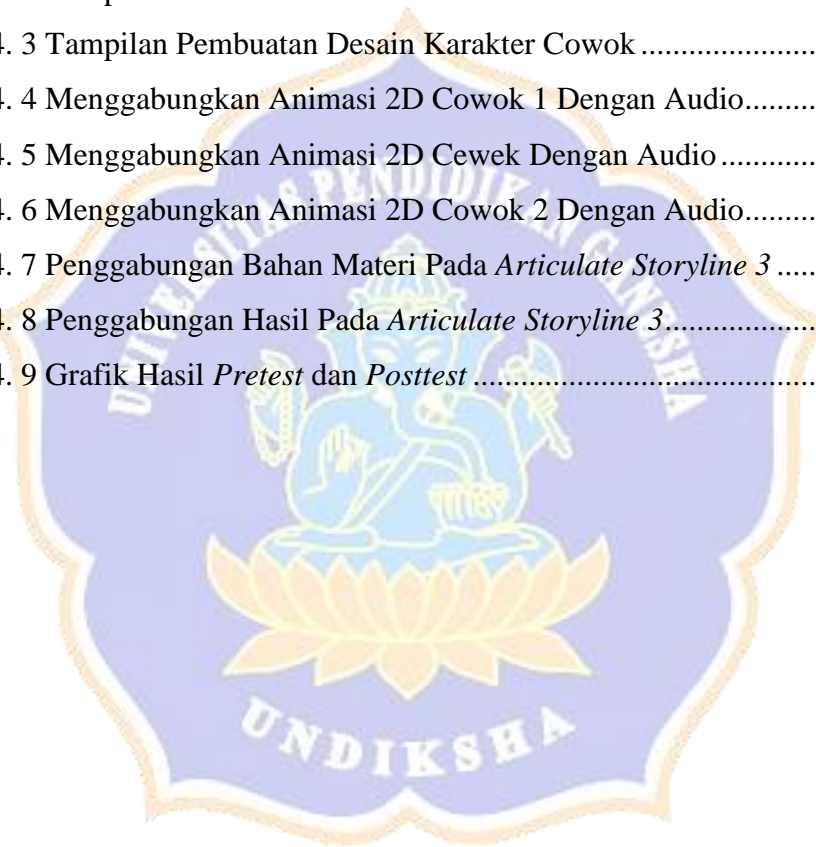 4. 3 Tampilan Pembuatan Desain Karakter Cowok ......................
4. 4 Menggabungkan Animasi 2D Cowok 1 Dengan Audio.........
4. 5 Menggabungkan Animasi 2D Cewek Dengan Audio .............
4. 6 Menggabungkan Animasi 2D Cowok 2 Dengan Audio.........
4. 7 Penggabungan Bahan Materi Pada Articulate Storyline 3 .....
4. 8 Penggabungan Hasil Pada Articulate Storyline 3...................
4. 9 Grafik Hasil Pretest dan Posttest ...........................................
UNIVERSITAS PENDIDIKAN GANESHA
UNDIKSHA